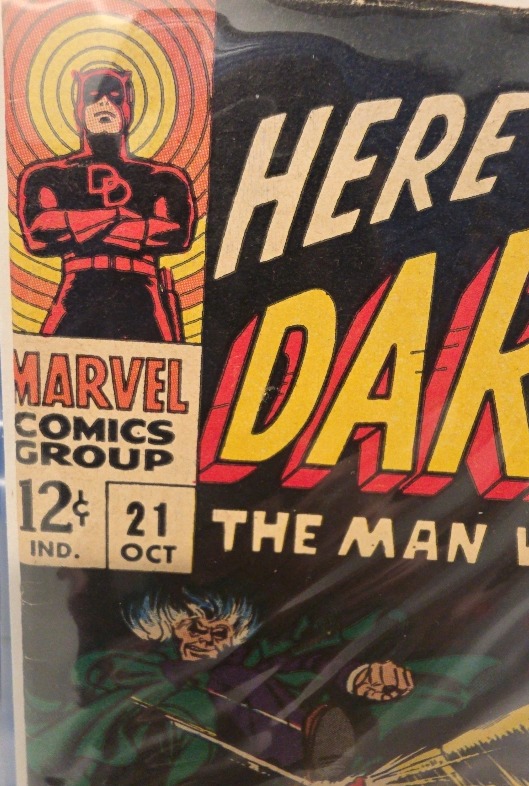 DD
HERE
DAR
MARVEL
COMICS
GROUP
12¢
IND.
21
OCT
THE MAN